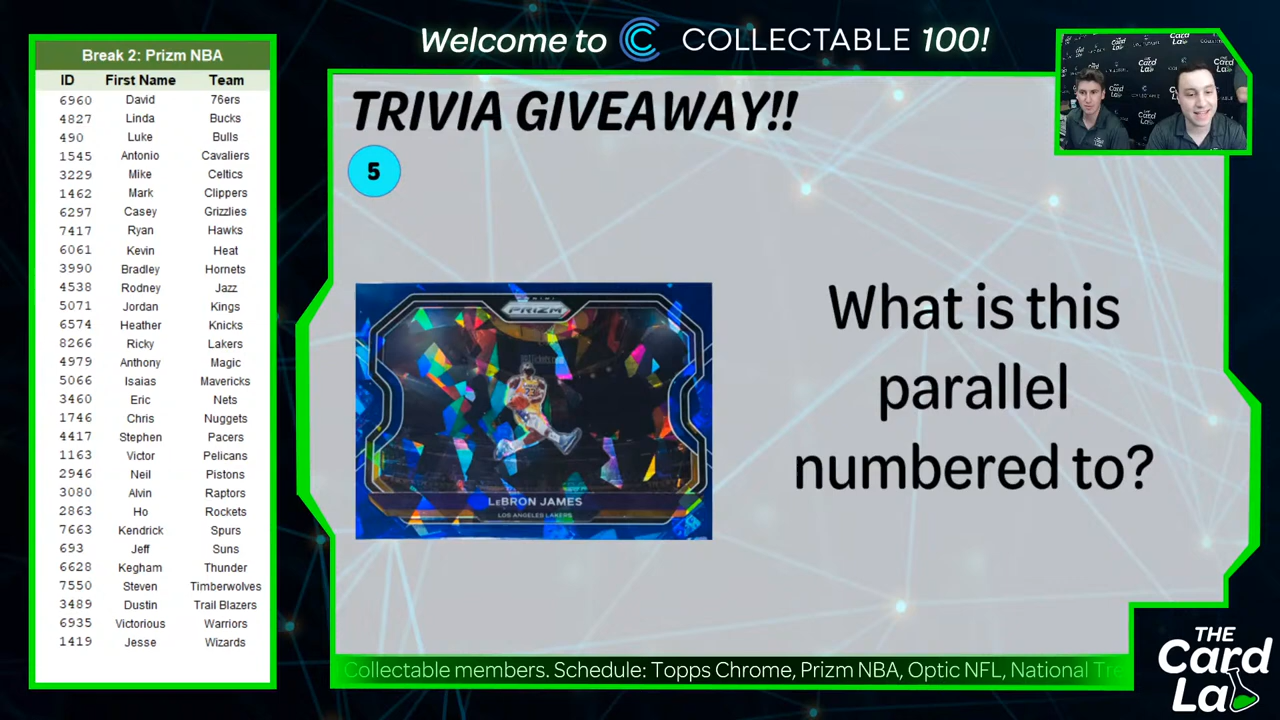 Welcome to COLLECTABLE 100!
Break 2: Prizm NBA
ID First Name Team
6960 David 76ers
4827 Linda Bucks
490 Luke Bulls
1545 Antonio Cavaliers
3229 Mike Celtics
1462 Mark Clippers
6297 Casey Grizzlies
7417 Ryan Hawks
6061 Kevin Heat
3990 Bradley Hornets
4538 Rodney Jazz
5071 Jordan Kings
6574 Heather Knicks
8266 Ricky Lakers
4979 Anthony Magic
5066 Isaias Mavericks
3460 Eric Nets
1746 Chris Nuggets
4417 Stephen Pacers
1163 Victor Pelicans
2946 Neil Pistons
3080 Alvin Raptors
2863 Ho Rockets
7663 Kendrick Spurs
693 Jeff Suns
6628 Kegham Thunder
7550 Steven Timberwolves
3489 Dustin Trail Blazers
6935 Victorious Warriors
1419 Jesse Wizards
TRIVIA GIVEAWAY!!
5
PANINI
PRIZM
LEBRON JAMES
LOS ANGELES LAKERS
What is this
parallel
numbered to?
Collectable members. Schedule: Topps Chrome, Prizm NBA, Optic NFL, National Tre
THE
Card
Lab